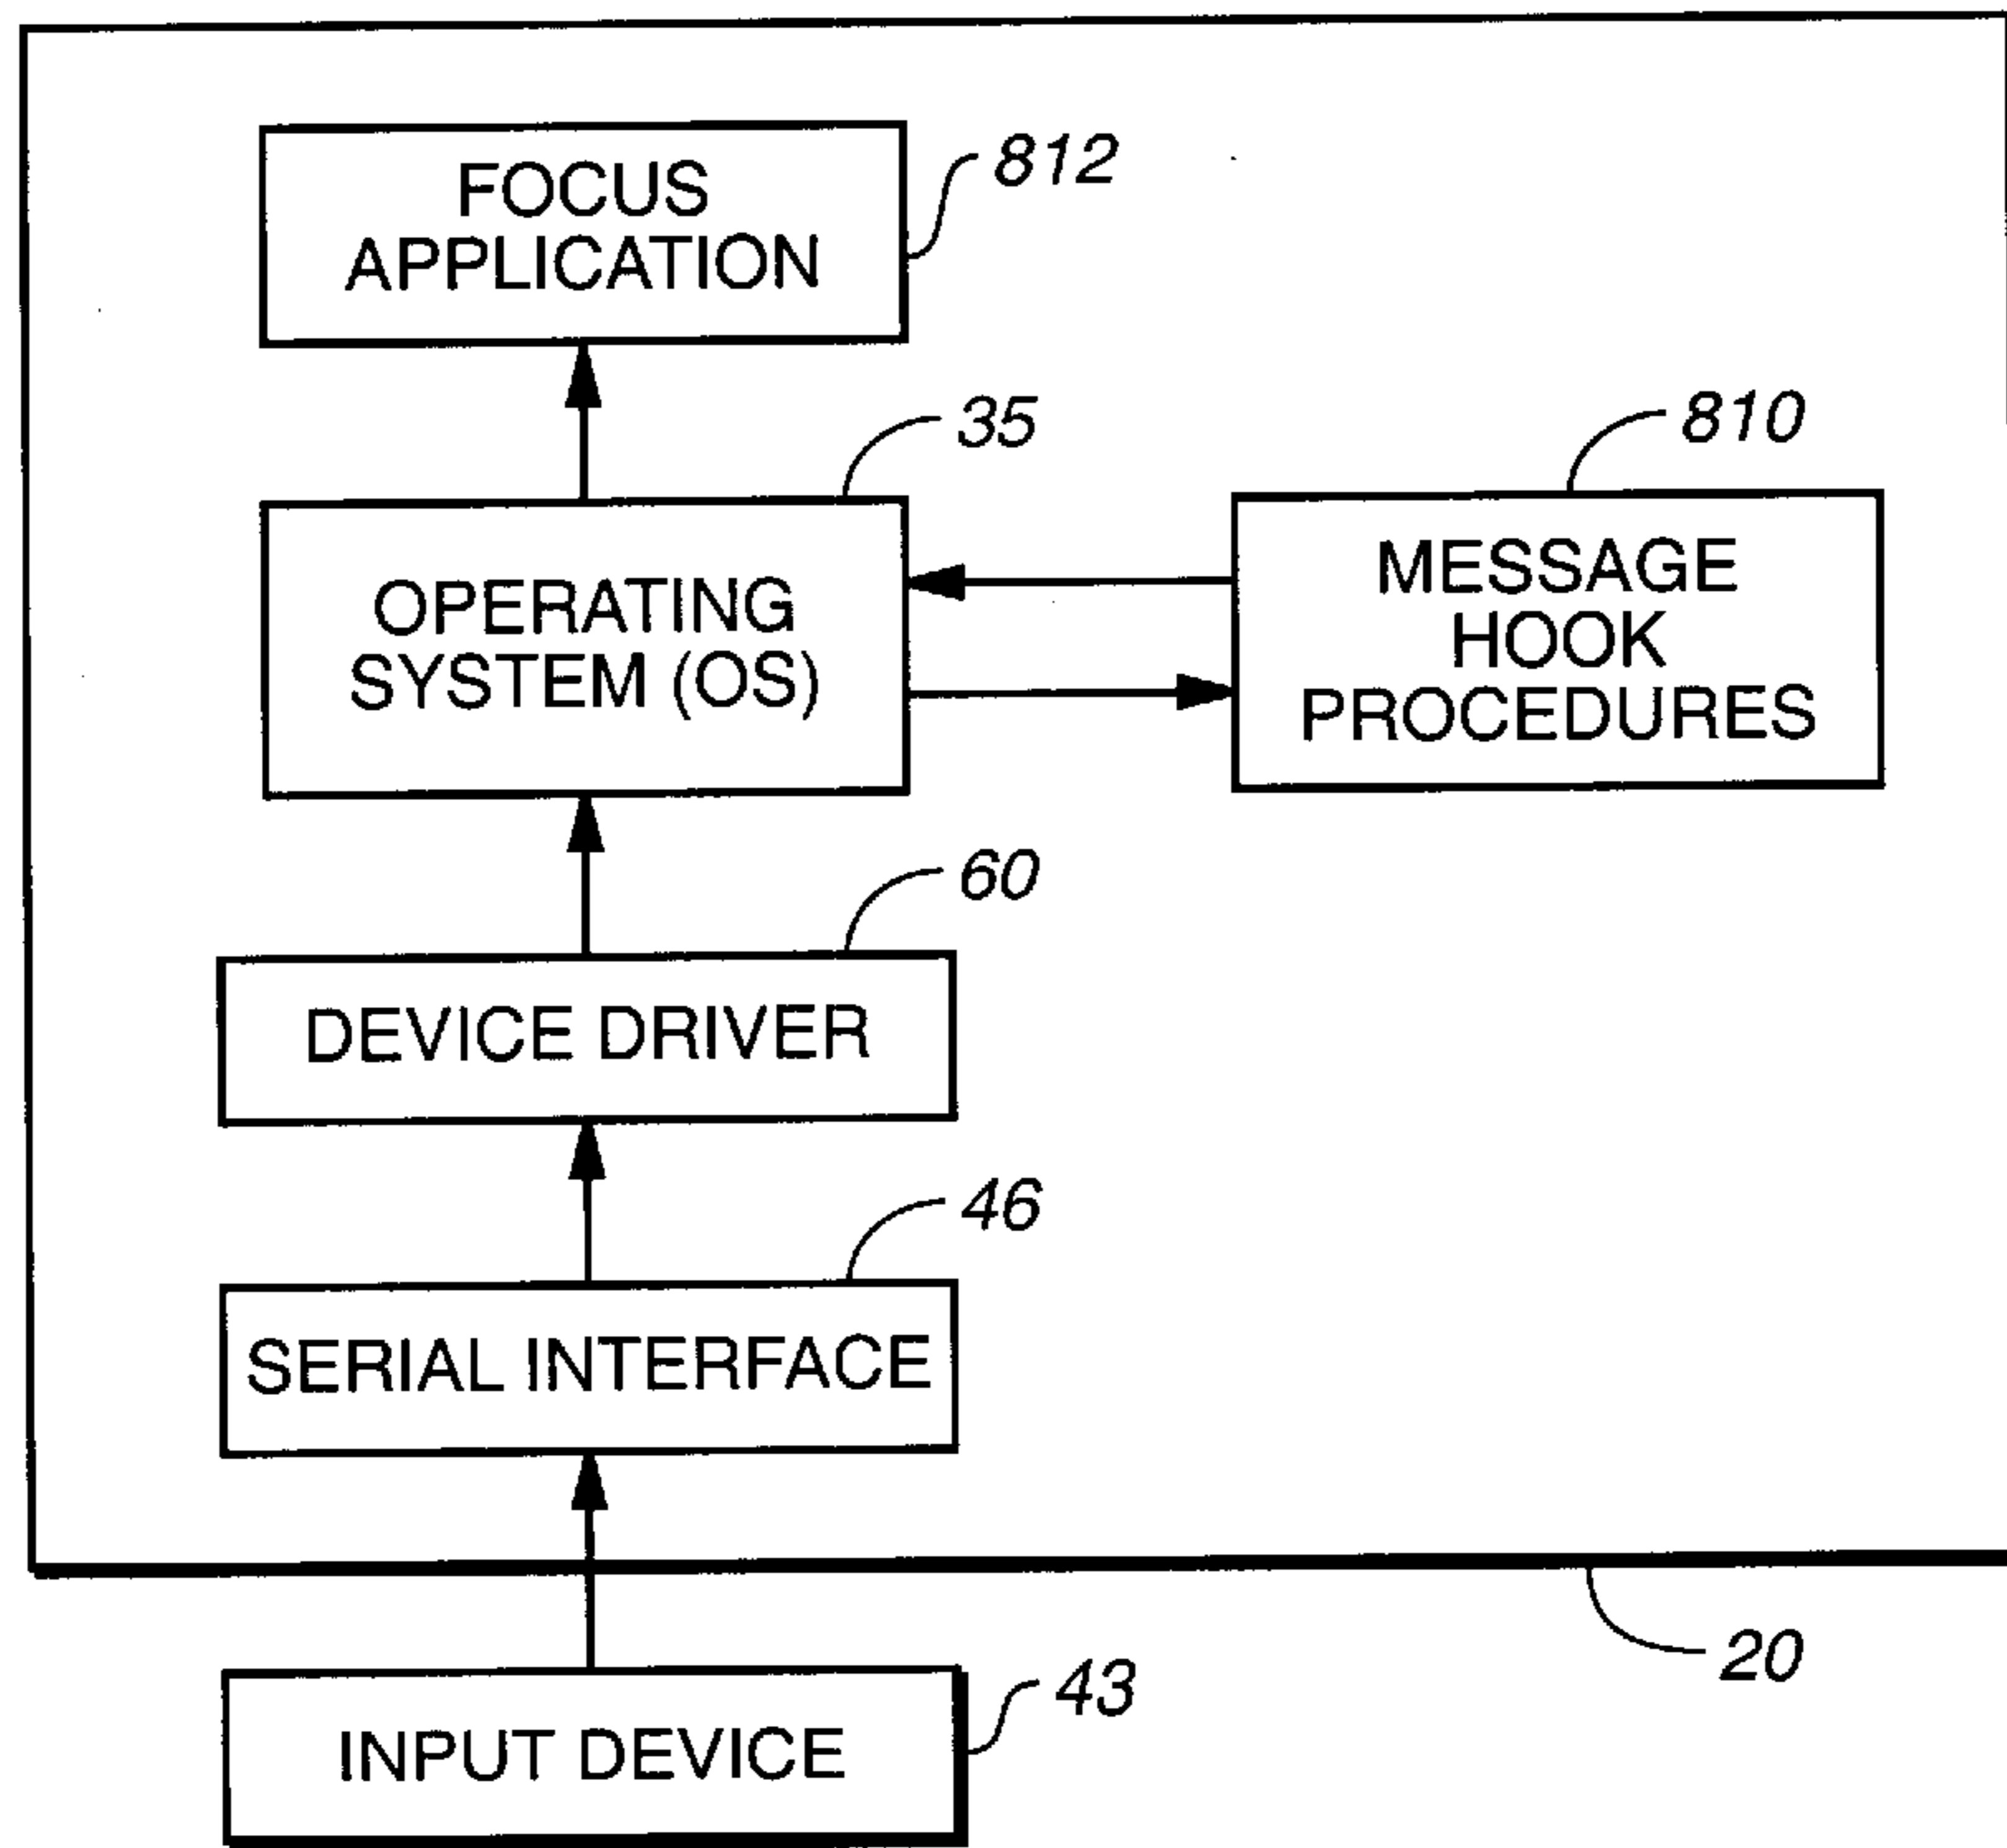 FOCUS
APPLICATION
812
35
810
OPERATING
SYSTEM (OS)
MESSAGE
HOOK
PROCEDURES
60
DEVICE DRIVER
46
SERIAL INTERFACE
20
43
INPUT DEVICE